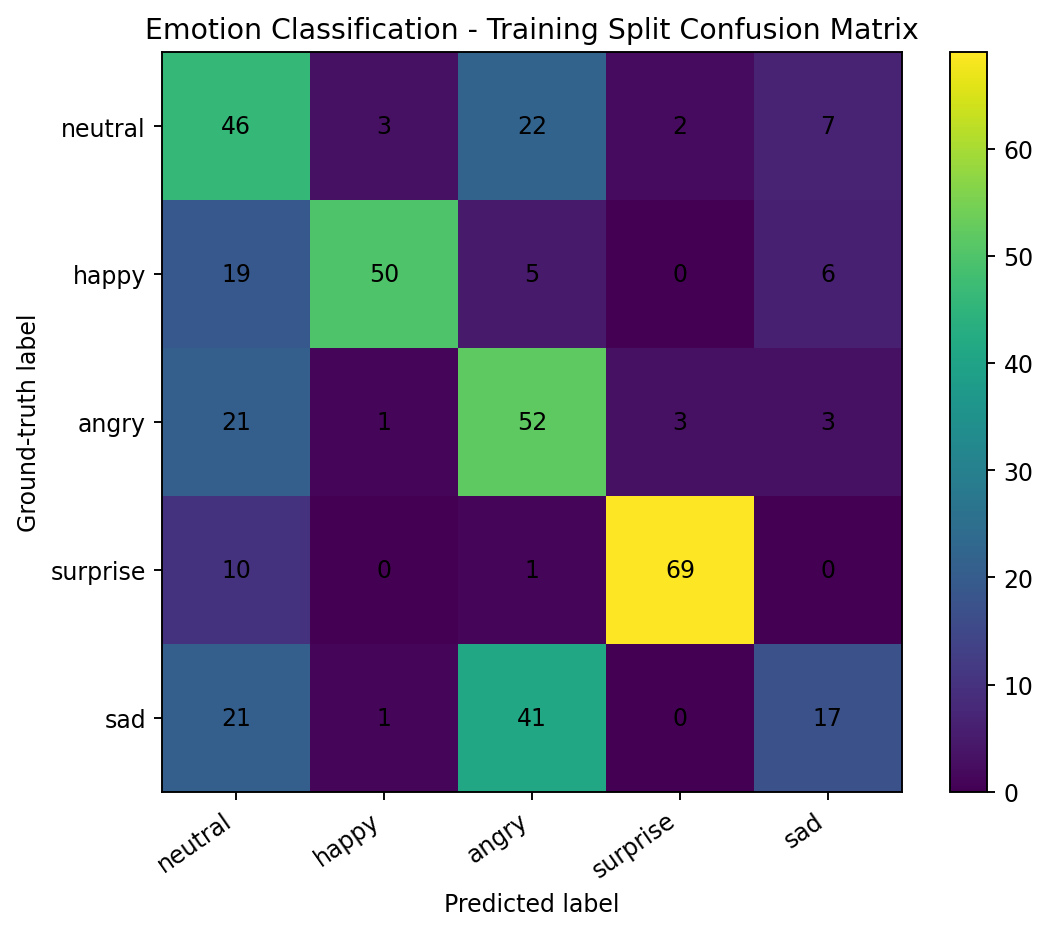 Emotion Classification - Training Split Confusion Matrix
neutral 46 3 22 2 7
happy 19 50 5 0 6
angry 21 1 52 3 3
surprise 10 0 1 69 0
sad 21 1 41 0 17
neutral happy angry surprise sad
Predicted label
Ground-truth label
60
50
40
30
20
10
0